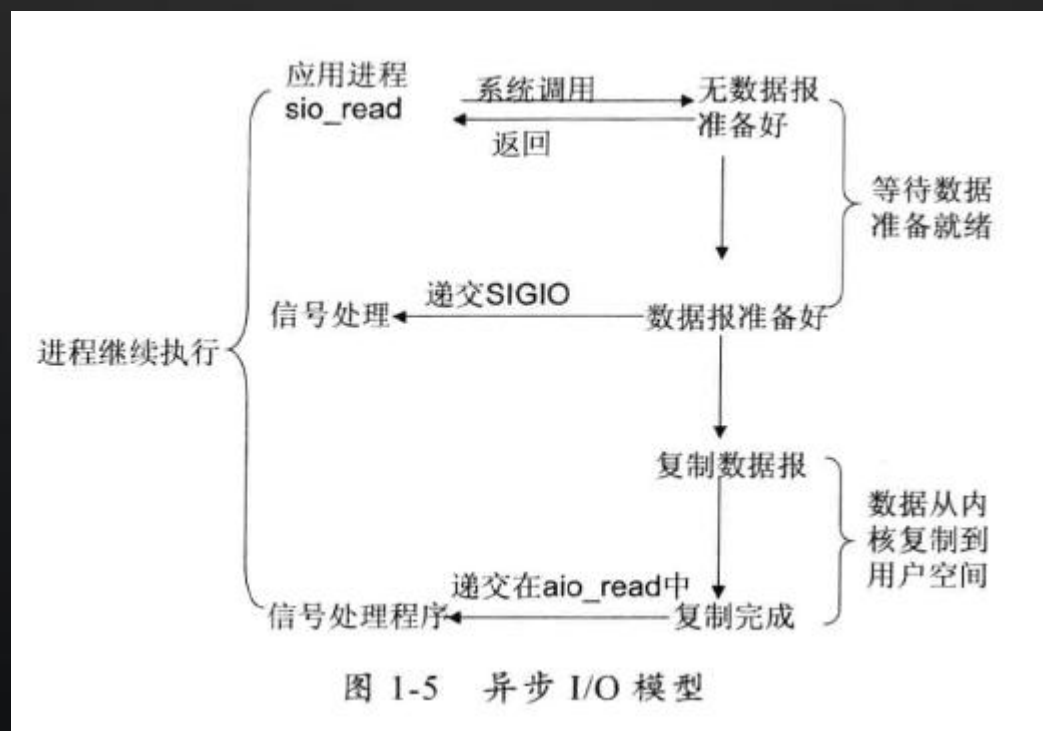 应用进程
sio_read
系统调用
返回
无数据报
准备好
等待数据
准备就绪
递交SIGIO
信号处理
数据报准备好
进程继续执行
复制数据报
数据从内
核复制到
用户空间
递交在aio_read中
信号处理程序
复制完成
图 1-5 异步 I/O 模型